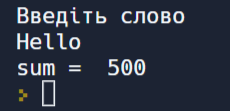 Введіть слово
Hello
sum =  500
>